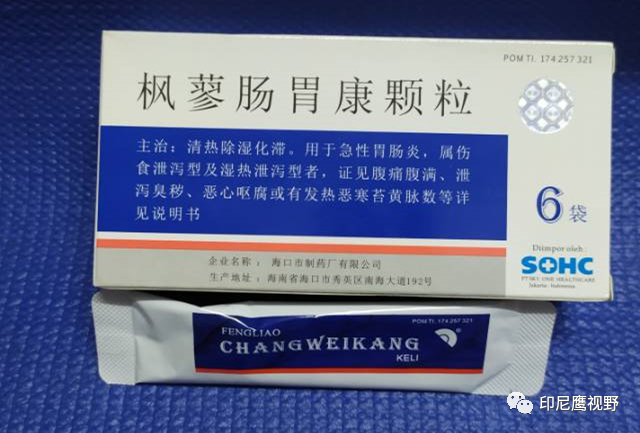 POM TI. 174 257 321
枫蓼肠胃康颗粒
主治：清热除湿化滞。用于急性胃肠炎，属伤
食泄泻型及湿热泄泻型者，证见腹痛腹满、泄
泻臭秽、恶心呕腐或有发热恶寒苔黄脉数等详
见说明书
6袋
Diimpor oleh :
SOHC
PT SKY ONE HEALTHCARE
Jakarta - Indonesia
企业名称：海口市制药厂有限公司
生产地址：海南省海口市秀英区南海大道192号
FENGLIAO
POM TI. 174 257 321
CHANGWEIKANG
KELI
印尼鹰视野